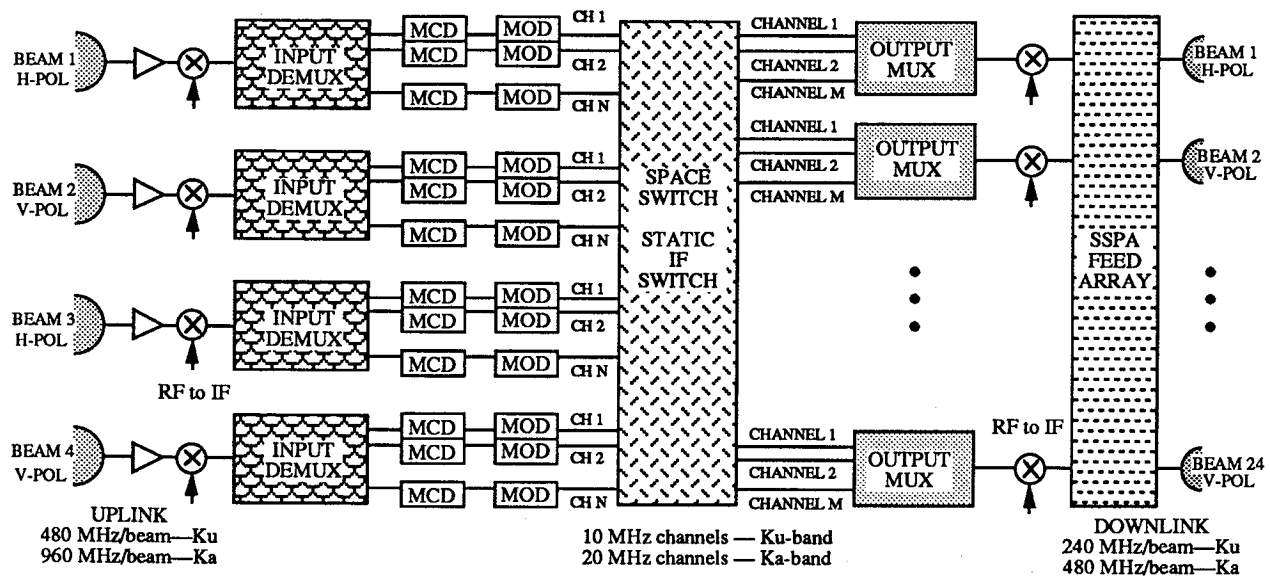 BEAM 1
H-POL
INPUT
DEMUX
MCD
MOD
CH 1
MCD
MOD
CH 2
MCD
MOD
CH N
BEAM 2
V-POL
INPUT
DEMUX
MCD
MOD
CH 1
MCD
MOD
CH 2
MCD
MOD
CH N
BEAM 3
H-POL
RF to IF
INPUT
DEMUX
MCD
MOD
CH 1
MCD
MOD
CH 2
MCD
MOD
CH N
BEAM 4
V-POL
INPUT
DEMUX
MCD
MOD
CH 1
MCD
MOD
CH 2
MCD
MOD
CH N
SPACE
SWITCH
STATIC
IF
SWITCH
CHANNEL 1
CHANNEL 2
CHANNEL M
OUTPUT
MUX
CHANNEL 1
CHANNEL 2
CHANNEL M
OUTPUT
MUX
CHANNEL 1
CHANNEL 2
CHANNEL M
OUTPUT
MUX
RF to IF
SSPA
FEED
ARRAY
BEAM 1
H-POL
BEAM 2
V-POL
BEAM 24
V-POL
UPLINK
480 MHz/beam—Ku
960 MHz/beam—Ka
10 MHz channels — Ku-band
20 MHz channels — Ka-band
DOWNLINK
240 MHz/beam—Ku
480 MHz/beam—Ka